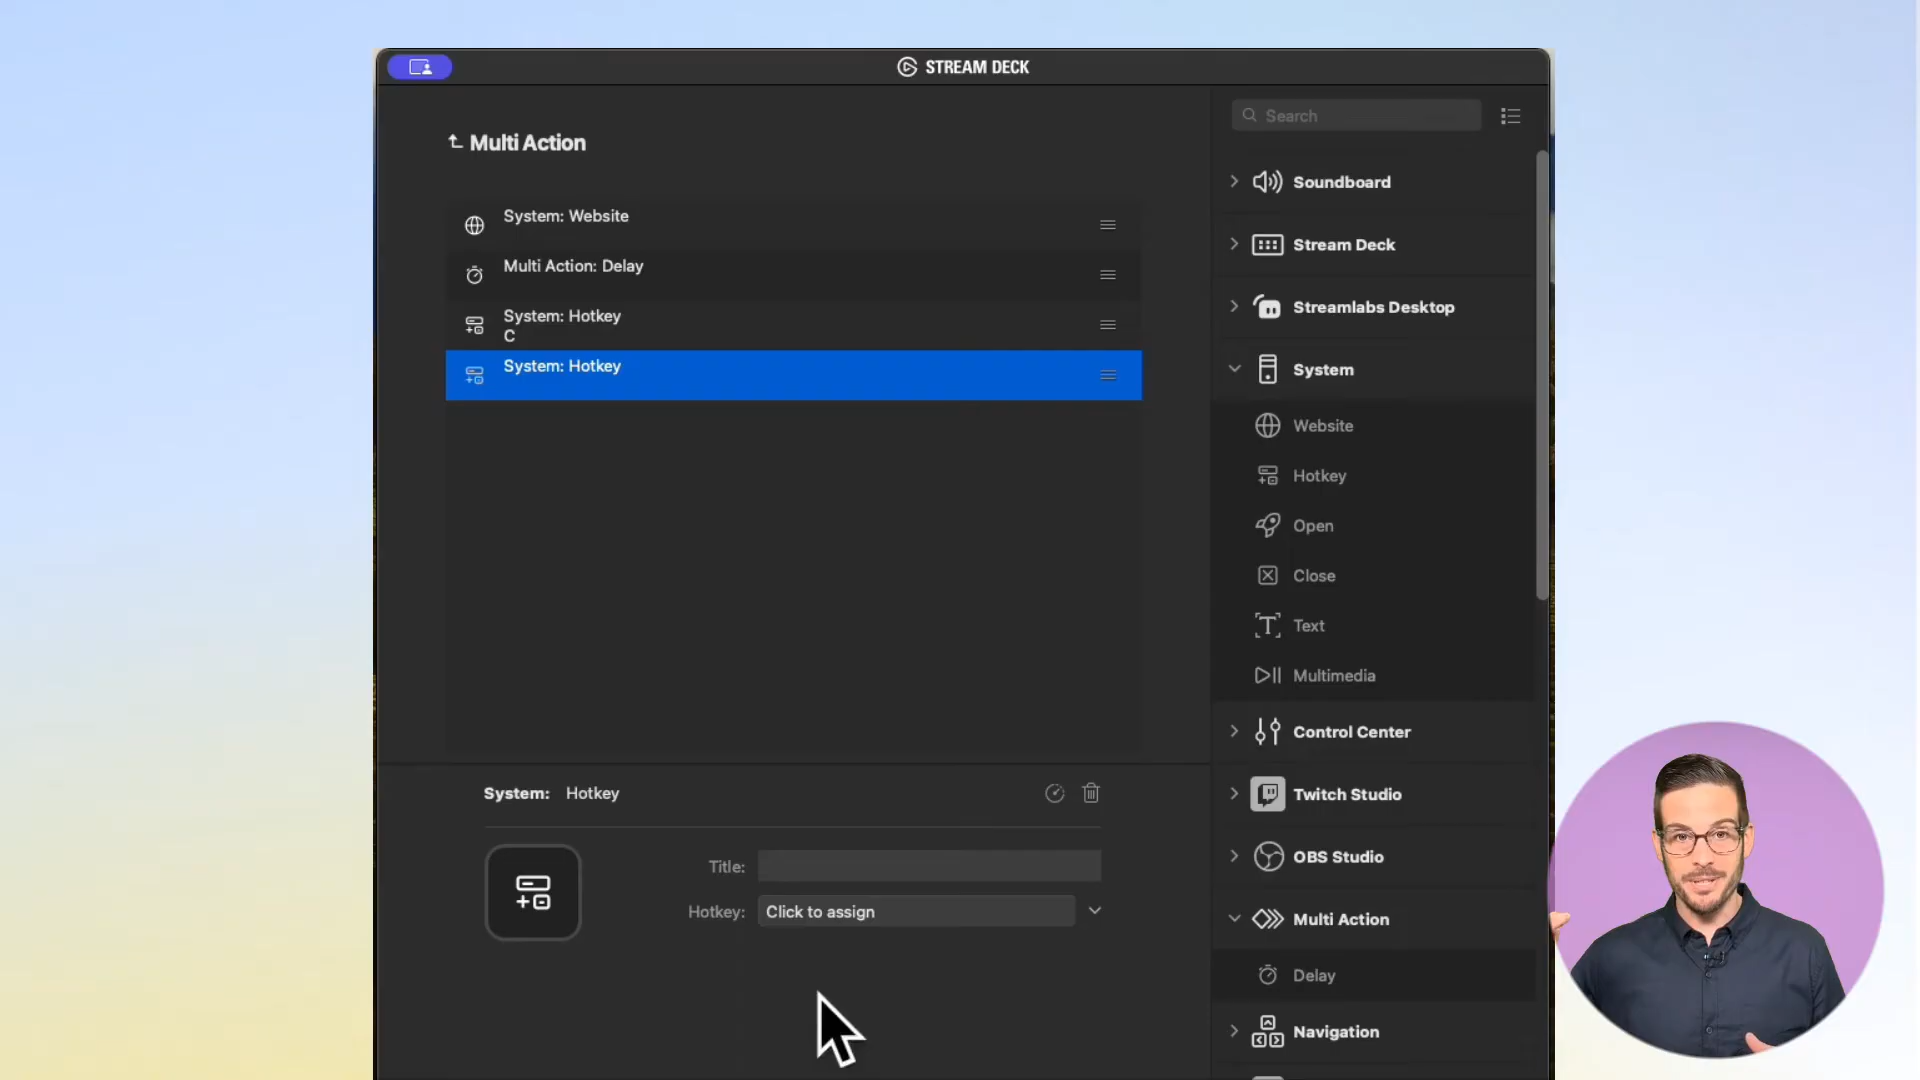 STREAM DECK
Multi Action
System: Website
Multi Action: Delay
System: Hotkey
C
System: Hotkey
System: Hotkey
Title:
Hotkey: Click to assign
Search
Soundboard
Stream Deck
Streamlabs Desktop
System
Website
Hotkey
Open
Close
Text
Multimedia
Control Center
Twitch Studio
OBS Studio
Multi Action
Delay
Navigation